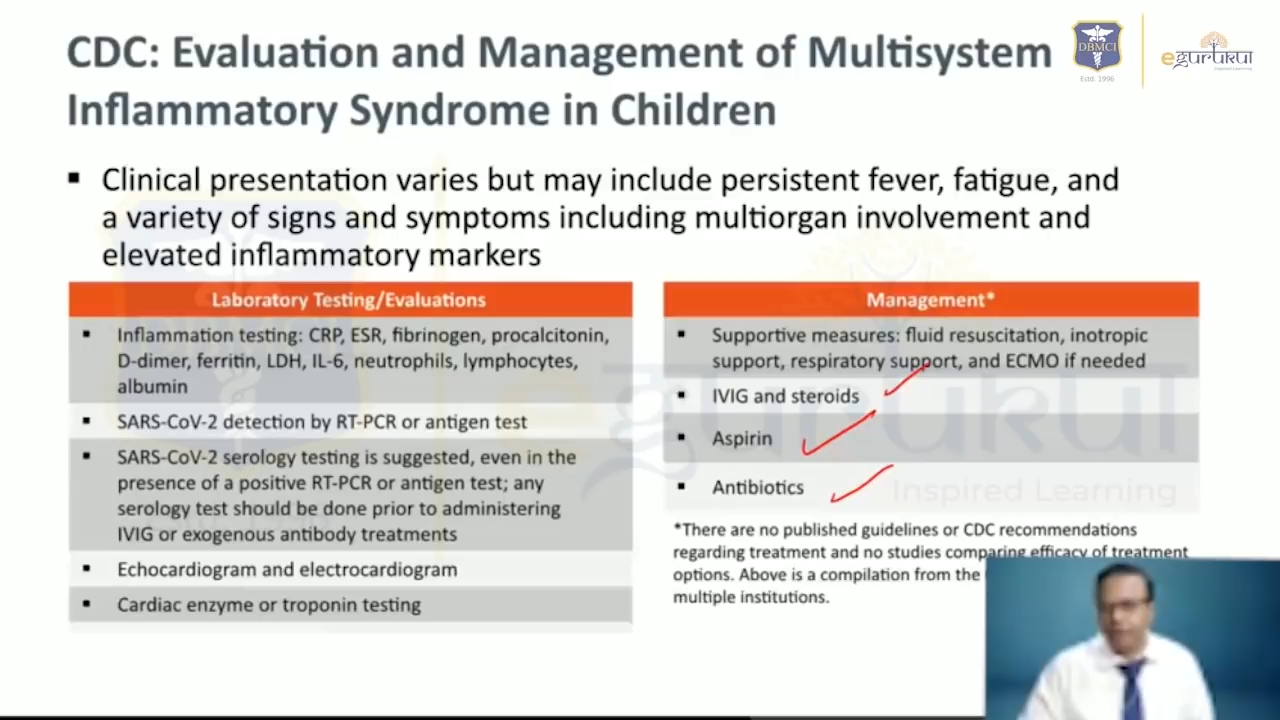 CDC: Evaluation and Management of Multisystem
Inflammatory Syndrome in Children
DBMCI
Estd. 1996
egurukul
Inspired Learning
▪ Clinical presentation varies but may include persistent fever, fatigue, and
a variety of signs and symptoms including multiorgan involvement and
elevated inflammatory markers
Laboratory Testing/Evaluations
▪ Inflammation testing: CRP, ESR, fibrinogen, procalcitonin,
D-dimer, ferritin, LDH, IL-6, neutrophils, lymphocytes,
albumin
▪ SARS-CoV-2 detection by RT-PCR or antigen test
▪ SARS-CoV-2 serology testing is suggested, even in the
presence of a positive RT-PCR or antigen test; any
serology test should be done prior to administering
IVIG or exogenous antibody treatments
▪ Echocardiogram and electrocardiogram
▪ Cardiac enzyme or troponin testing
Management*
▪ Supportive measures: fluid resuscitation, inotropic
support, respiratory support, and ECMO if needed
▪ IVIG and steroids
▪ Aspirin
▪ Antibiotics
*There are no published guidelines or CDC recommendations
regarding treatment and no studies comparing efficacy of treatment
options. Above is a compilation from the
multiple institutions.
egurukul
Inspired Learning